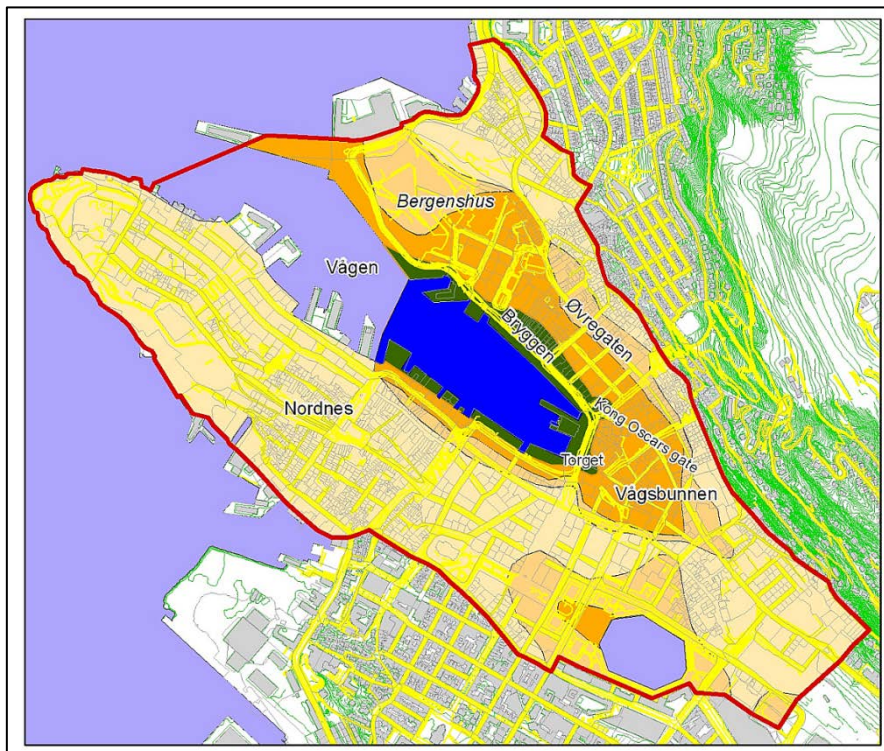 Bergenshus
Vågen
Øvregaten
Bryggen
Nordnes
Kong Oscars gate
Torget
Vågsbunnen